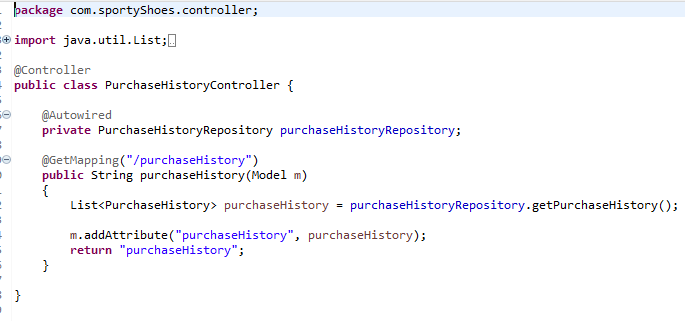 package com.sportyShoes.controller;
import java.util.List;
@Controller
public class PurchaseHistoryController {
@Autowired
private PurchaseHistoryRepository purchaseHistoryRepository;
@GetMapping("/purchaseHistory")
public String purchaseHistory(Model m)
{
List<PurchaseHistory> purchaseHistory = purchaseHistoryRepository.getPurchaseHistory();
m.addAttribute("purchaseHistory", purchaseHistory);
return "purchaseHistory";
}
}